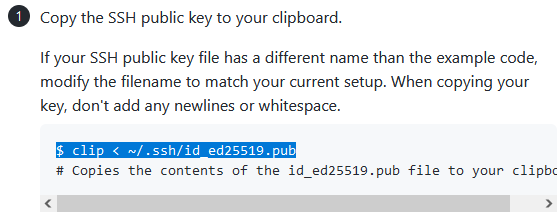 1 Copy the SSH public key to your clipboard.
If your SSH public key file has a different name than the example code,
modify the filename to match your current setup. When copying your
key, don't add any newlines or whitespace.
$ clip < ~/.ssh/id_ed25519.pub
# Copies the contents of the id_ed25519.pub file to your clipbo